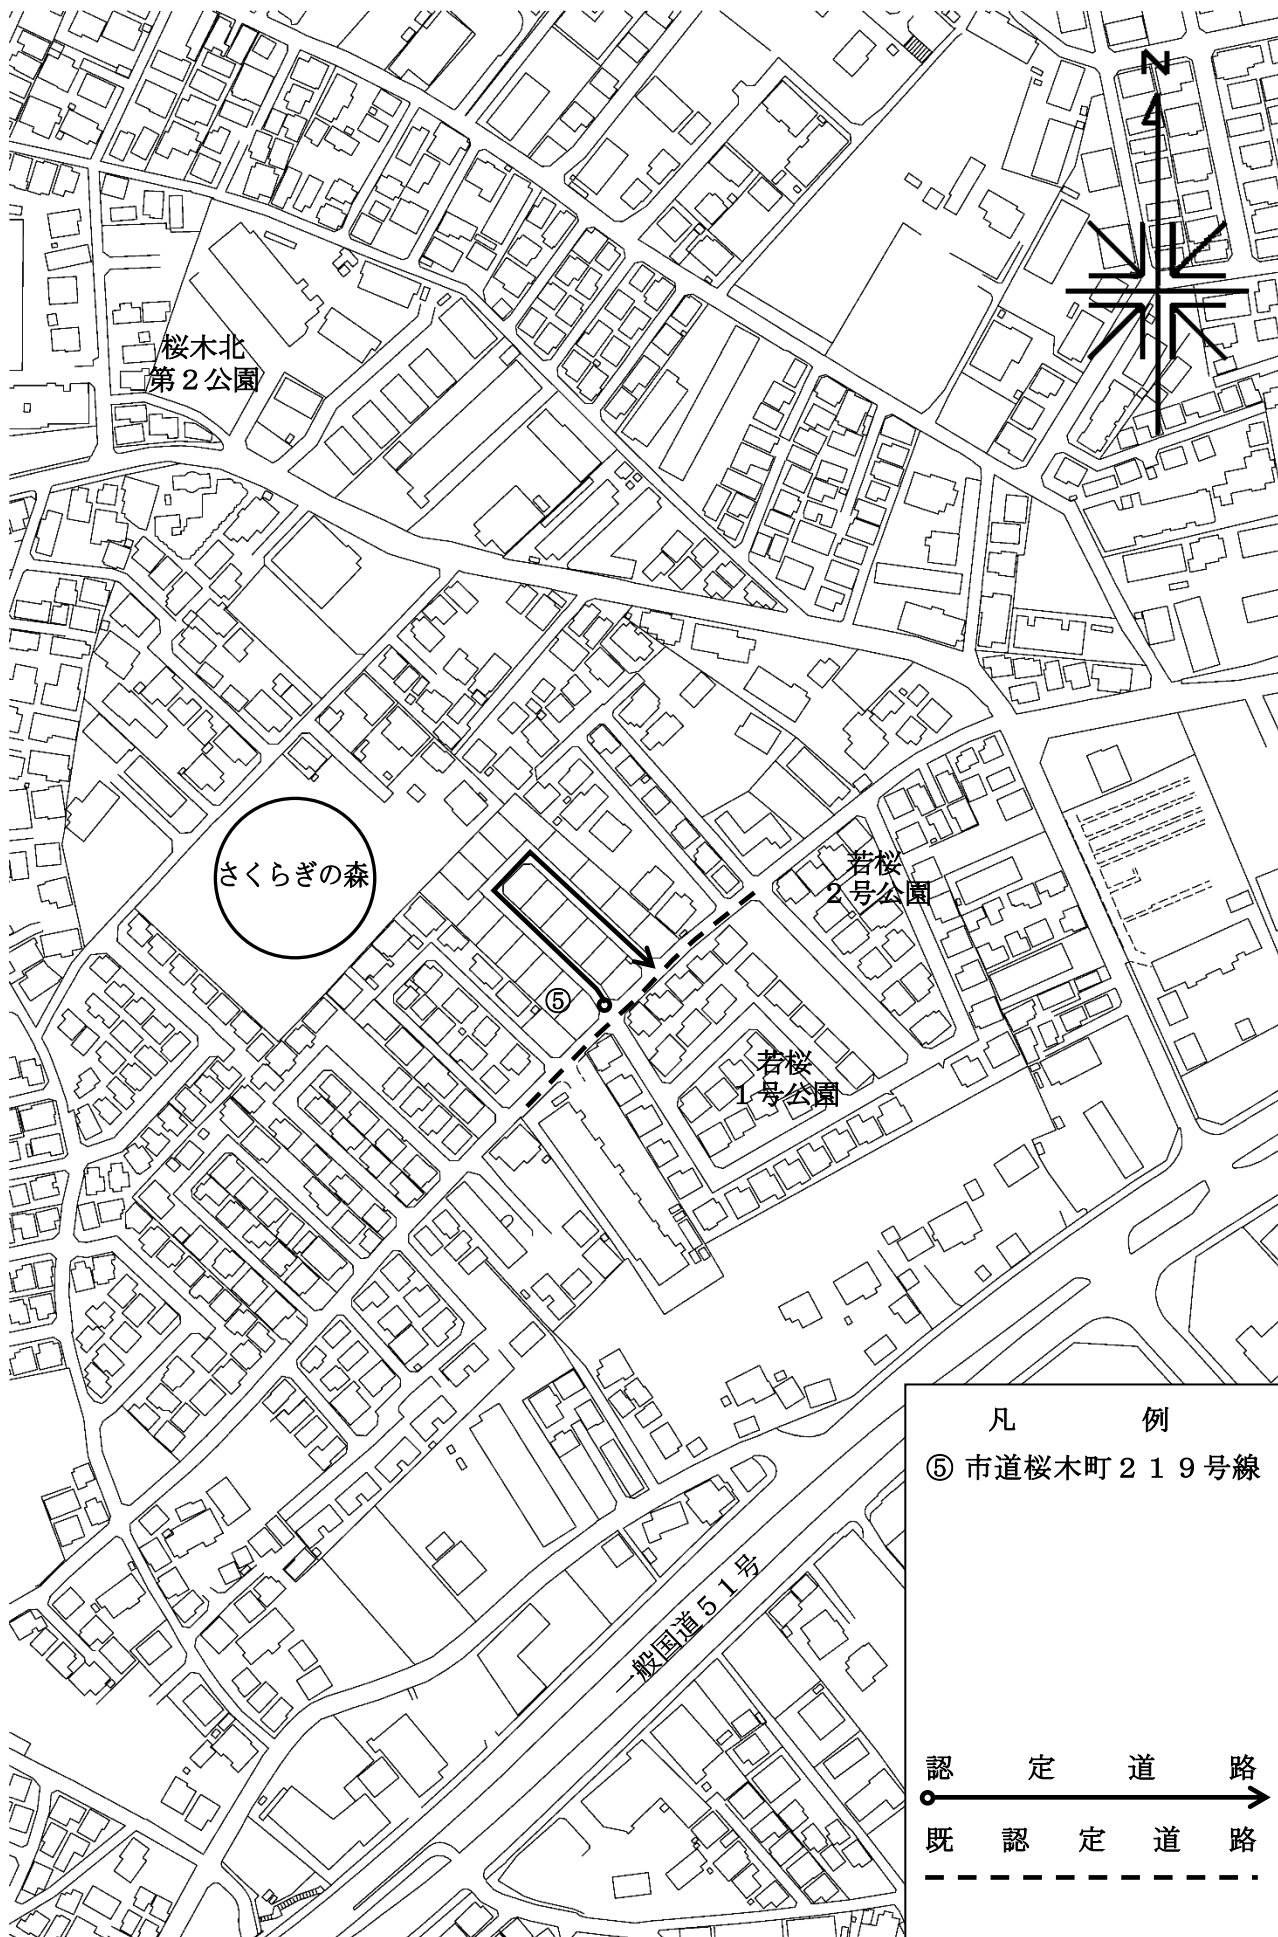 N
桜木北
第２公園
さくらぎの森
若桜
２号公園
⑤
若桜
１号公園
凡例
⑤ 市道桜木町２１９号線
一般国道５１号
認定道路
既認定道路